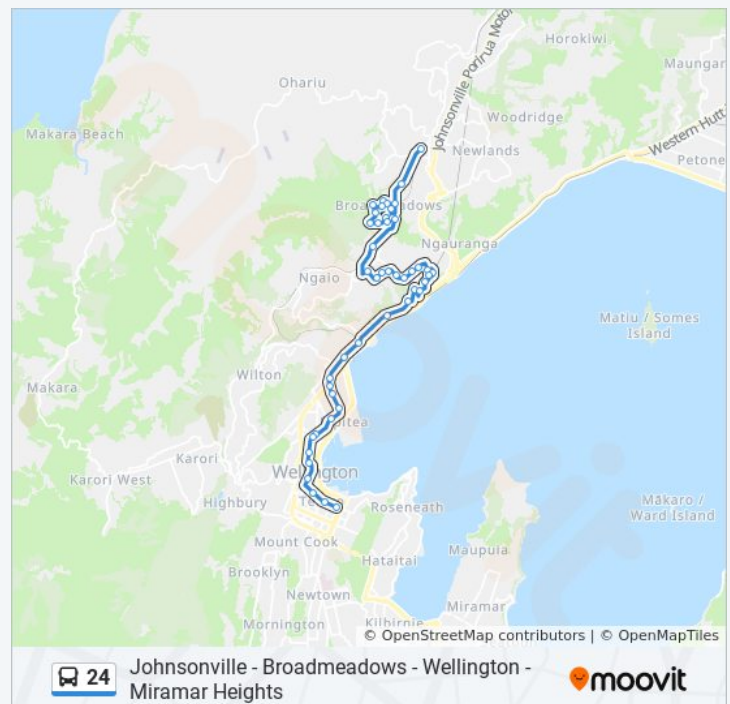 Horokiwi
Johnsonville Porirua Motor
Maungar
Ohariu
Woodridge
Makara Beach
Newlands
Western Hutt
Petone
Broadmeadows
Ngauranga
Ngaio
Matiu / Somes
Island
Wilton
Makara
Karori
Wellington
Karori West
Highbury
Roseneath
Mākaro /
Ward Island
Mount Cook
Maupuia
Hataitai
Brooklyn
Newtown
Miramar
Mornington
Kilbirnie
© OpenStreetMap contributors | © OpenMapTiles
24
Johnsonville - Broadmeadows - Wellington -
Miramar Heights
moovit